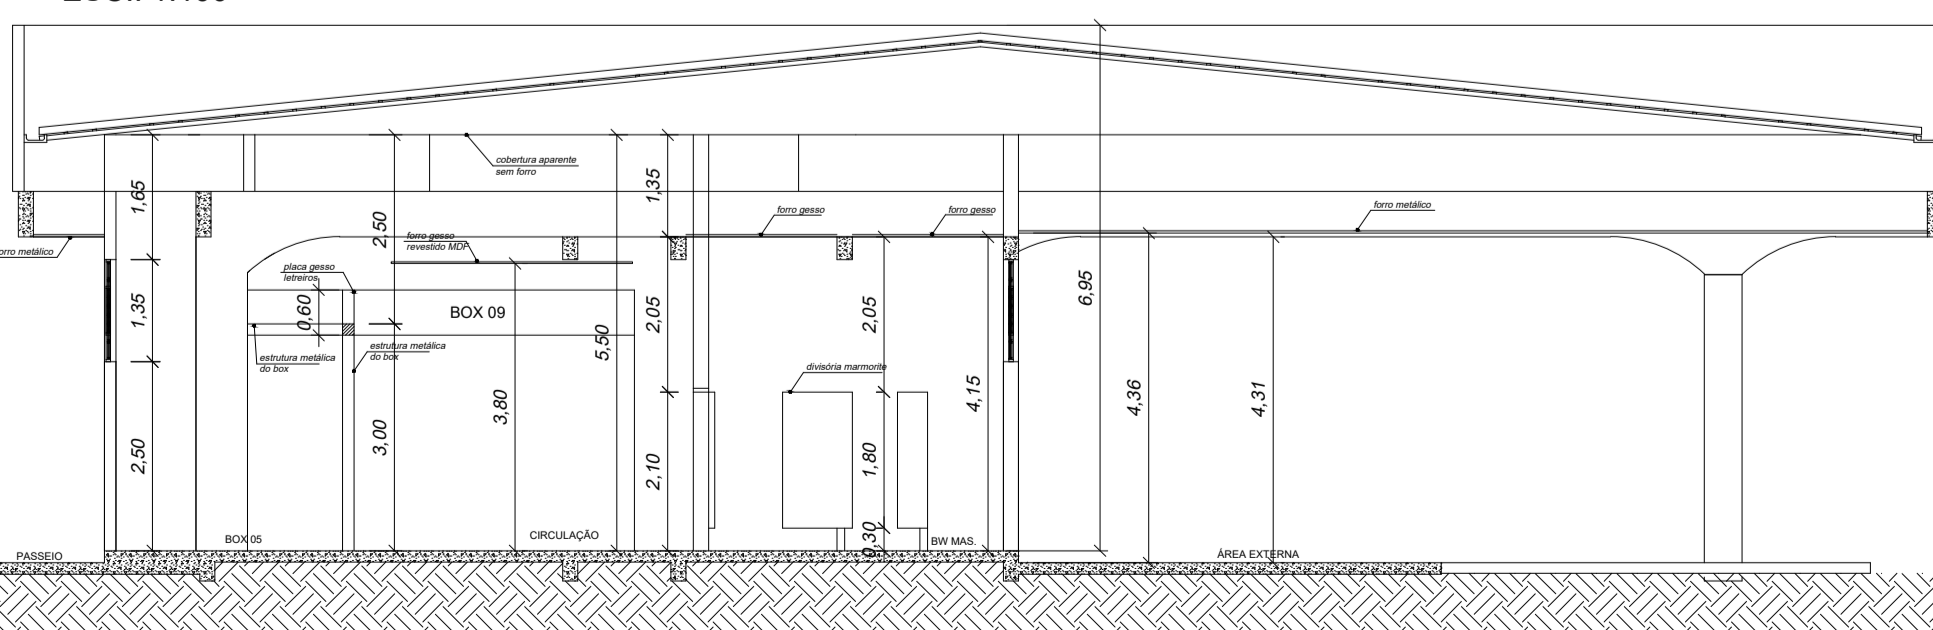 cobertura aparente
sem forro
1,65
1,35
2,50
forro gesso
forro gesso
forro metálico
forro gesso
revestido MDF
orro metálico
placa gesso
letreiros
1,35
0,60
BOX 09
2,05
2,05
6,95
5,50
estrutura metálica
do box
estrutura metálica
do box
divisória marmorite
3,80
4,15
4,36
4,31
2,50
3,00
2,10
1,80
0,30
PASSEIO
BOX 05
CIRCULAÇÃO
BW MAS.
ÁREA EXTERNA